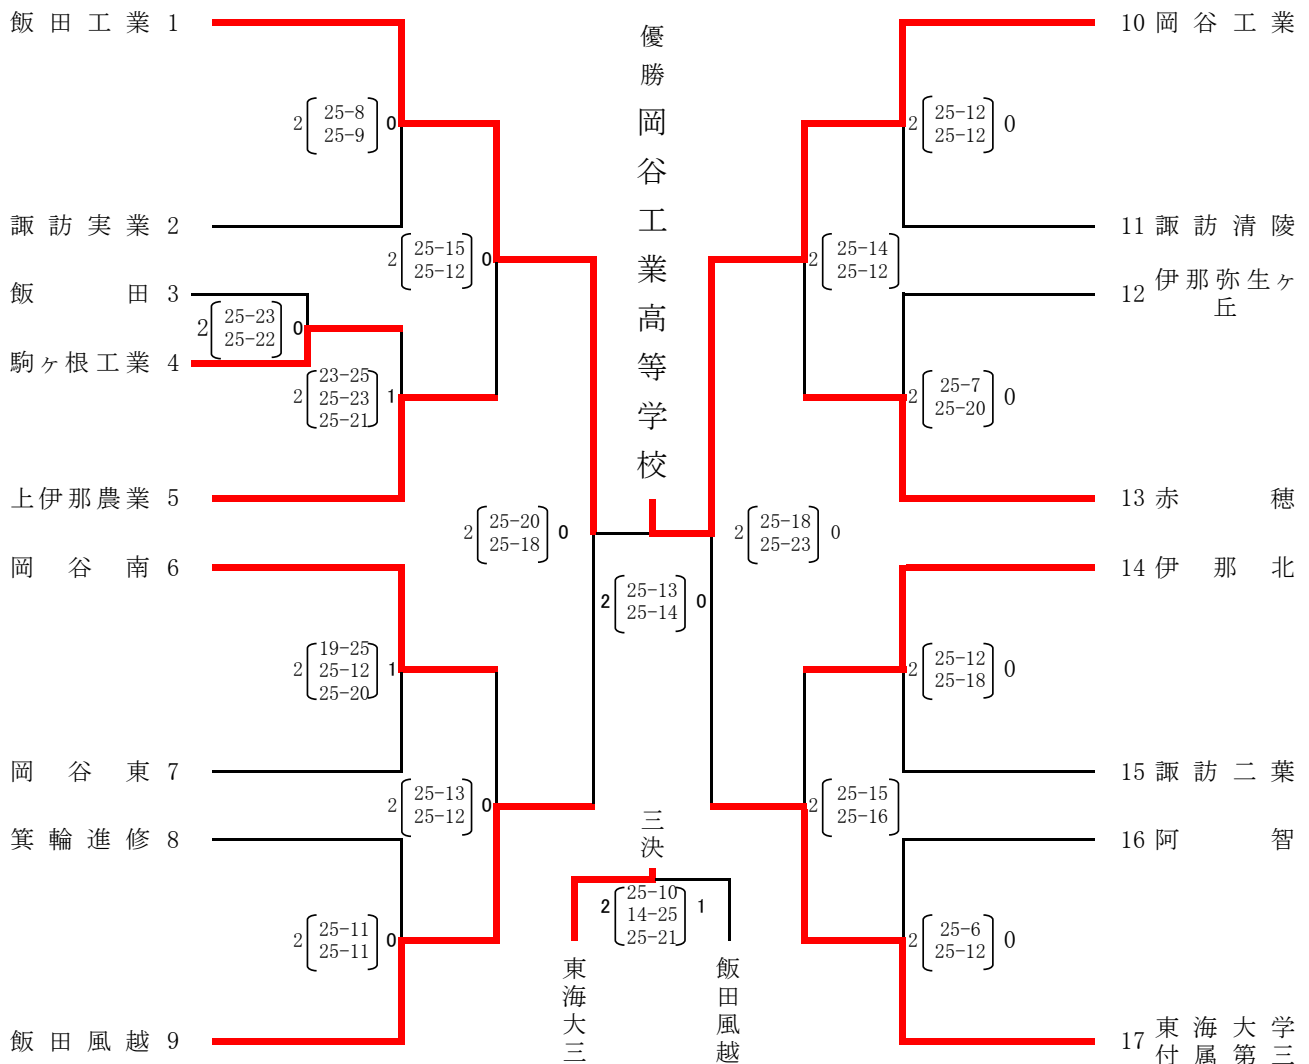 飯田工業 1
2 25-8 0
25-9
諏訪実業 2
2 25-15 0
25-12
飯田 3
2 25-23 0
25-22
駒ヶ根工業 4
23-25
2 25-23 1
25-21
上伊那農業 5
2 25-20 0
25-18
岡谷南 6
19-25
2 25-12 1
25-20
岡谷東 7
2 25-13 0
25-12
箕輪進修 8
2 25-11 0
25-11
飯田風越 9
優勝 岡谷工業高等学校
2 25-13 0
25-14
三決
25-10
2 14-25 1
25-21
東海大三
飯田風越
10 岡谷工業
2 25-12 0
25-12
11 諏訪清陵
2 25-14
25-12
12 伊那弥生ヶ
丘
2 25-7 0
25-20
13 赤穂
2 25-18 0
25-23
14 伊那北
2 25-12 0
25-18
15 諏訪二葉
2 25-15
25-16
16 阿智
2 25-6 0
25-12
17 東海大学
付属第三